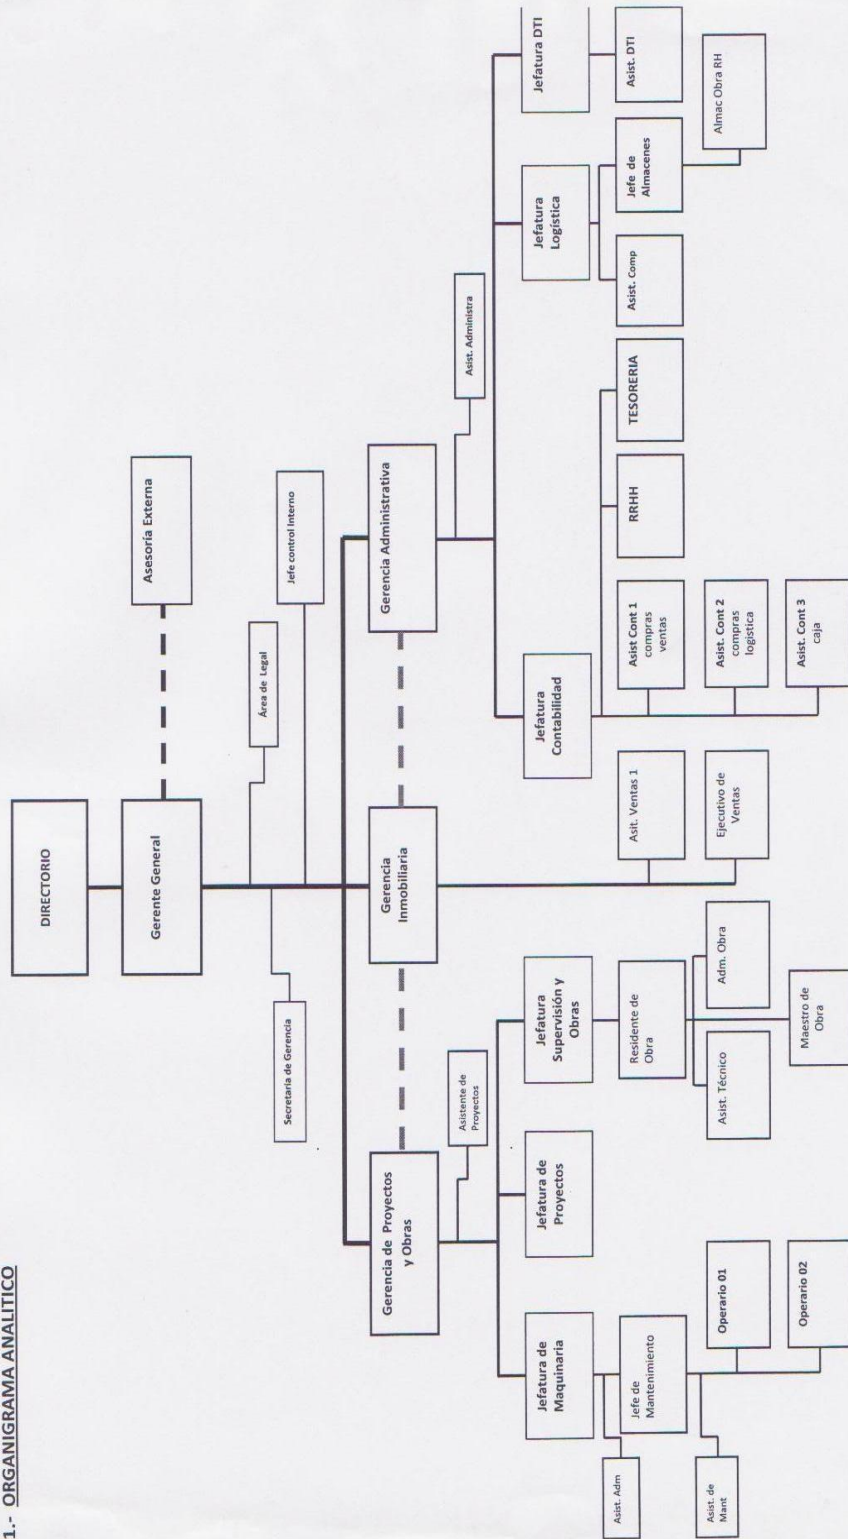 1.- ORGANIGRAMA ANALITICO
DIRECTORIO
Gerente General
Asesoría Externa
Área de Legal
Secretaria de Gerencia
Jefe control Interno
Gerencia de Proyectos
y Obras
Gerencia
Inmobiliaria
Gerencia Administrativa
Asistente de
Proyectos
Asist. Administra
Jefatura de
Maquinaria
Jefatura de
Proyectos
Jefatura
Supervisión y
Obras
Jefatura
Contabilidad
Jefatura
Logística
Jefatura DTI
Asist. Adm
Jefe de
Mantenimiento
Residente de
Obra
Asit. Ventas 1
Asist Cont 1
compras
ventas
RRHH
TESORERIA
Asist. Comp
Jefe de
Almacenes
Asist. DTI
Asist. de
Mant
Operario 01
Asist. Técnico
Adm. Obra
Ejecutivo de
Ventas
Asist. Cont 2
compras
logistica
Almac Obra RH
Operario 02
Maestro de
Obra
Asist. Cont 3
caja